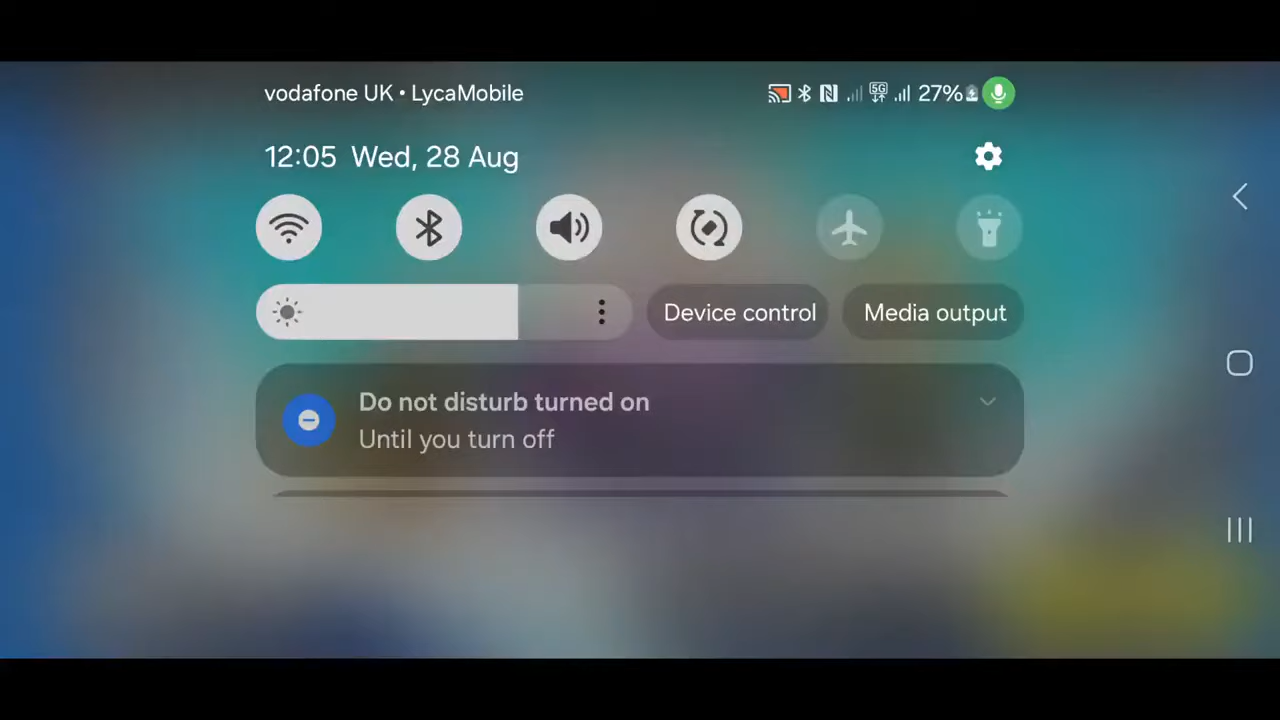 vodafone UK • LycaMobile
5G
27%
12:05 Wed, 28 Aug
Device control
Media output
Do not disturb turned on
Until you turn off